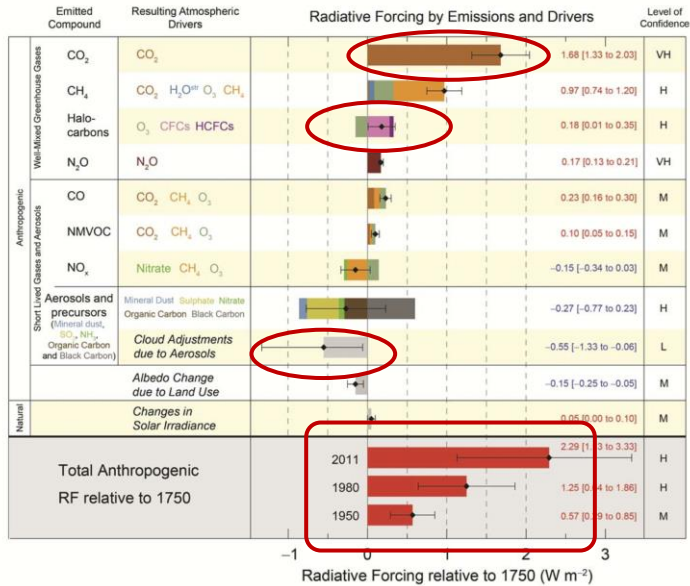 Emitted Compound
Resulting Atmospheric Drivers
Radiative Forcing by Emissions and Drivers
Level of Confidence
Anthropogenic
Well-Mixed Greenhouse Gases
CO₂ CO₂ 1.68 [1.33 to 2.03] VH
CH₄ CO₂ H₂Oˢᵗʳ O₃ CH₄ 0.97 [0.74 to 1.20] H
Halo-
carbons O₃ CFCs HCFCs 0.18 [0.01 to 0.35] H
N₂O N₂O 0.17 [0.13 to 0.21] VH
Short Lived Gases and Aerosols
CO CO₂ CH₄ O₃ 0.23 [0.16 to 0.30] M
NMVOC CO₂ CH₄ O₃ 0.10 [0.05 to 0.15] M
NOₓ Nitrate CH₄ O₃ −0.15 [−0.34 to 0.03] M
Aerosols and
precursors
(Mineral dust,
SO₂, NH₃,
Organic Carbon
and Black Carbon)
Mineral Dust Sulphate Nitrate
Organic Carbon Black Carbon
−0.27 [−0.77 to 0.23] H
Cloud Adjustments
due to Aerosols −0.55 [−1.33 to −0.06] L
Albedo Change
due to Land Use −0.15 [−0.25 to −0.05] M
Natural
Changes in
Solar Irradiance 0.05 [0.00 to 0.10] M
Total Anthropogenic
RF relative to 1750
2011 2.29 [ to 3.33] H
1980 1.25 [ to 1.86] H
1950 0.57 [ to 0.85] M
−1 0 1 2 3
Radiative Forcing relative to 1750 (W m⁻²)